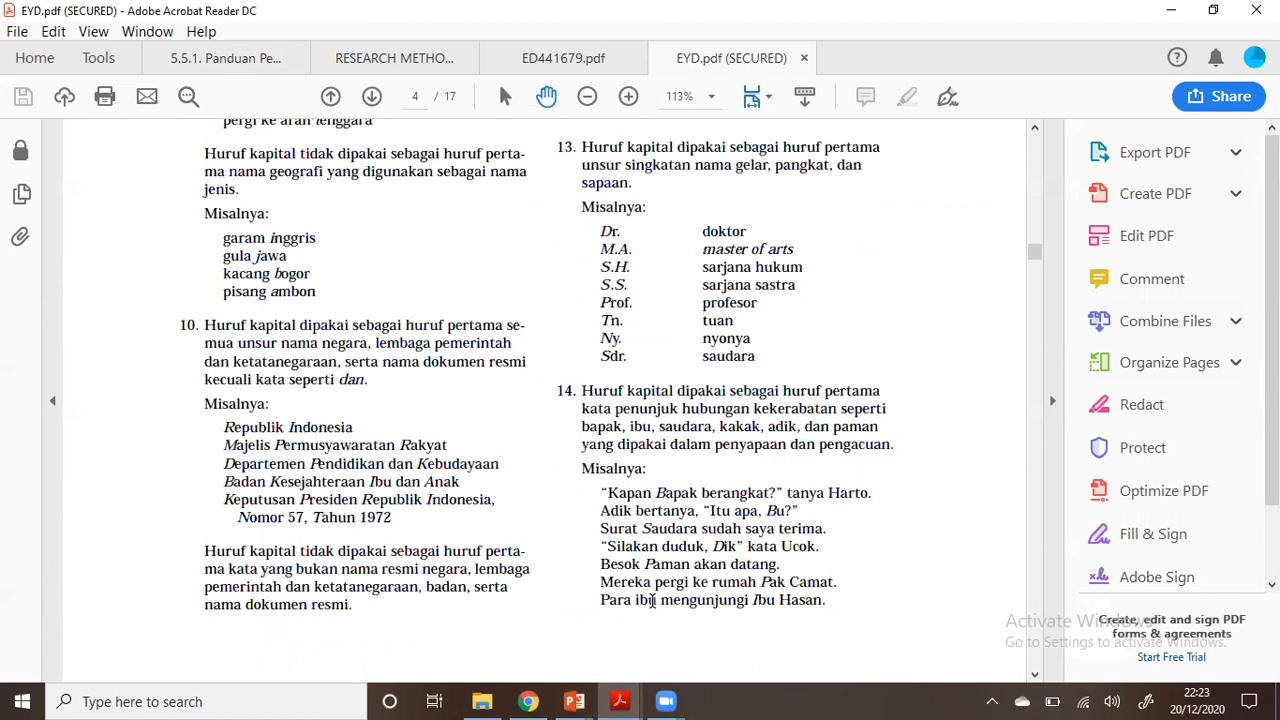 EYD.pdf (SECURED) - Adobe Acrobat Reader DC
File Edit View Window Help
Home Tools 5.5.1. Panduan Pe... RESEARCH METHO... ED441679.pdf EYD.pdf (SECURED) ×
4 / 17 113% Share
pergi ke arah tenggara
Huruf kapital tidak dipakai sebagai huruf perta-
ma nama geografi yang digunakan sebagai nama
jenis.
Misalnya:
garam inggris
gula jawa
kacang bogor
pisang ambon
10. Huruf kapital dipakai sebagai huruf pertama se-
mua unsur nama negara, lembaga pemerintah
dan ketatanegaraan, serta nama dokumen resmi
kecuali kata seperti dan.
Misalnya:
Republik Indonesia
Majelis Permusyawaratan Rakyat
Departemen Pendidikan dan Kebudayaan
Badan Kesejahteraan Ibu dan Anak
Keputusan Presiden Republik Indonesia,
Nomor 57, Tahun 1972
Huruf kapital tidak dipakai sebagai huruf perta-
ma kata yang bukan nama resmi negara, lembaga
pemerintah dan ketatanegaraan, badan, serta
nama dokumen resmi.
13. Huruf kapital dipakai sebagai huruf pertama
unsur singkatan nama gelar, pangkat, dan
sapaan.
Misalnya:
Dr. doktor
M.A. master of arts
S.H. sarjana hukum
S.S. sarjana sastra
Prof. profesor
Tn. tuan
Ny. nyonya
Sdr. saudara
14. Huruf kapital dipakai sebagai huruf pertama
kata penunjuk hubungan kekerabatan seperti
bapak, ibu, saudara, kakak, adik, dan paman
yang dipakai dalam penyapaan dan pengacuan.
Misalnya:
“Kapan Bapak berangkat?” tanya Harto.
Adik bertanya, “Itu apa, Bu?”
Surat Saudara sudah saya terima.
“Silakan duduk, Dik” kata Ucok.
Besok Paman akan datang.
Mereka pergi ke rumah Pak Camat.
Para ibu mengunjungi Ibu Hasan.
Export PDF
Create PDF
Edit PDF
Comment
Combine Files
Organize Pages
Redact
Protect
Optimize PDF
Fill & Sign
Adobe Sign
Create, edit and sign PDF
forms & agreements
Start Free Trial
Activate Windows
Go to Settings to activate Windows.
Type here to search
22:23
20/12/2020